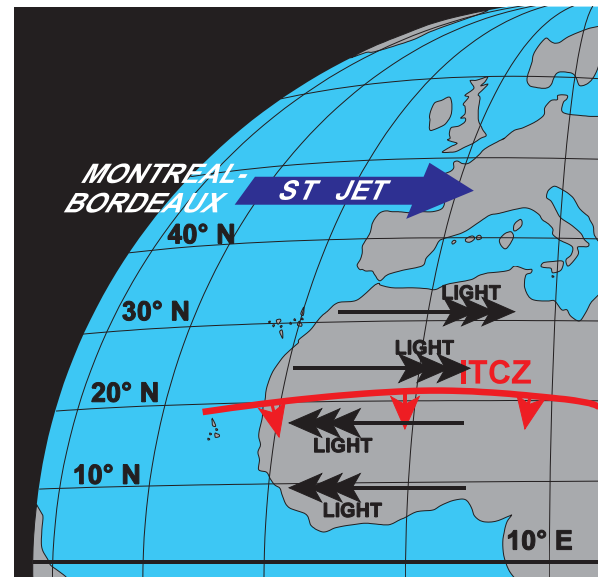 MONTREAL-
BORDEAUX
ST JET
40° N
LIGHT
30° N
LIGHT
ITCZ
20° N
LIGHT
10° N
LIGHT
10° E